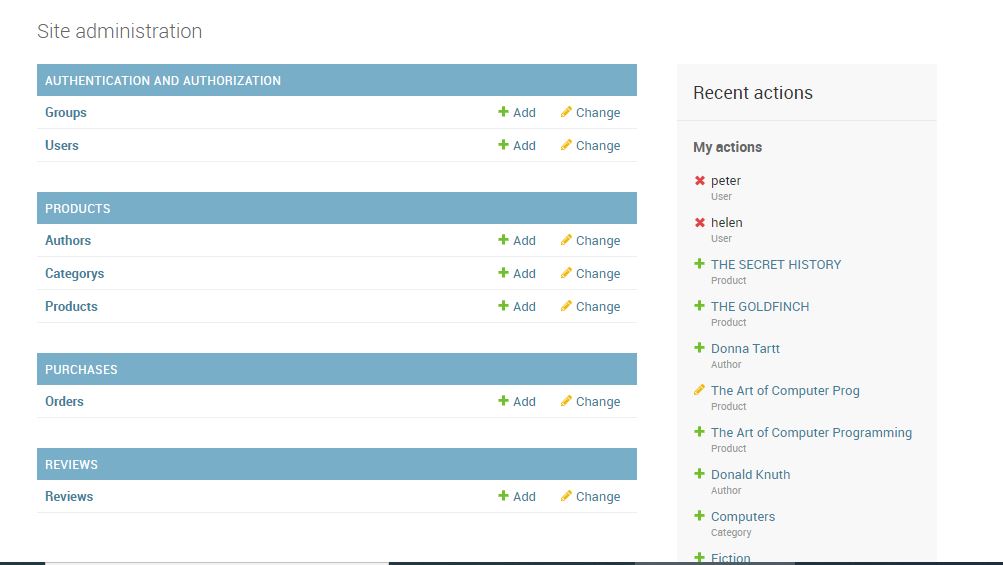 Site administration
AUTHENTICATION AND AUTHORIZATION
Groups Add Change
Users Add Change
PRODUCTS
Authors Add Change
Categorys Add Change
Products Add Change
PURCHASES
Orders Add Change
REVIEWS
Reviews Add Change
Recent actions
My actions
peter
User
helen
User
THE SECRET HISTORY
Product
THE GOLDFINCH
Product
Donna Tartt
Author
The Art of Computer Prog
Product
The Art of Computer Programming
Product
Donald Knuth
Author
Computers
Category
Fiction